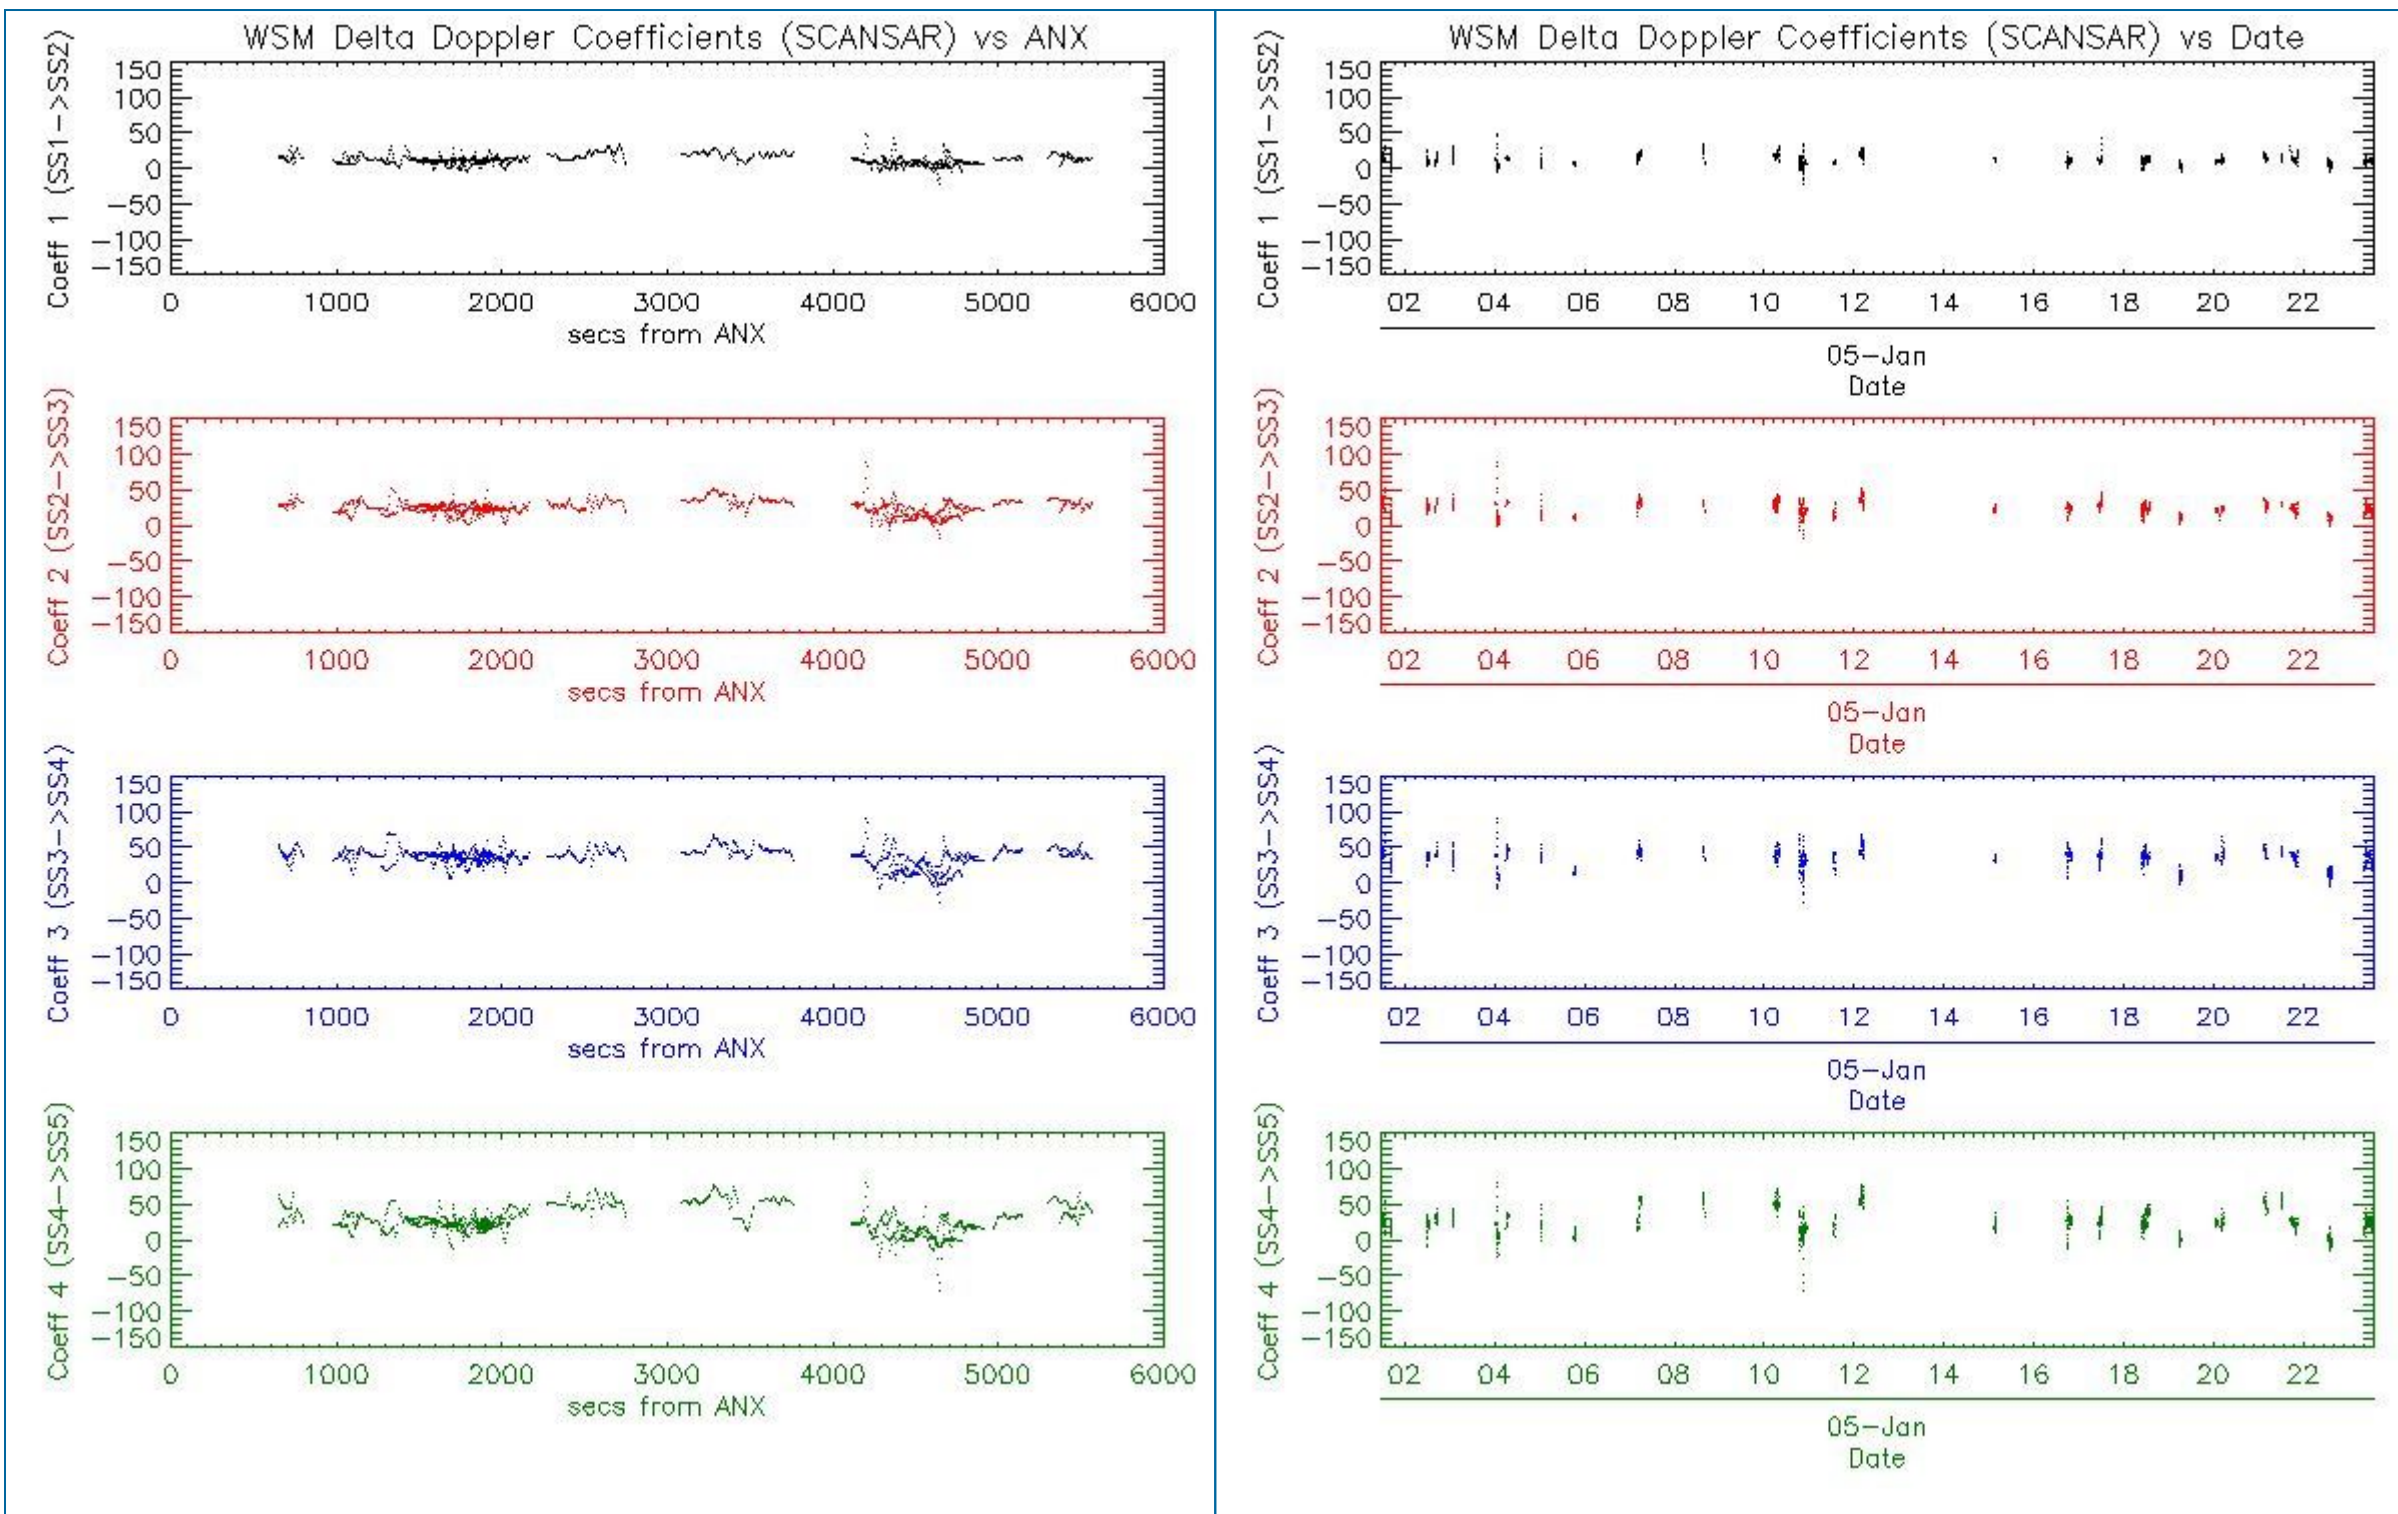 WSM Delta Doppler Coefficients (SCANSAR) vs ANX
Coeff 1 (SS1->SS2)
150
100
50
0
-50
-100
-150
0 1000 2000 3000 4000 5000 6000
secs from ANX
Coeff 2 (SS2->SS3)
150
100
50
0
-50
-100
-150
0 1000 2000 3000 4000 5000 6000
secs from ANX
Coeff 3 (SS3->SS4)
150
100
50
0
-50
-100
-150
0 1000 2000 3000 4000 5000 6000
secs from ANX
Coeff 4 (SS4->SS5)
150
100
50
0
-50
-100
-150
0 1000 2000 3000 4000 5000 6000
secs from ANX
WSM Delta Doppler Coefficients (SCANSAR) vs Date
Coeff 1 (SS1->SS2)
150
100
50
0
-50
-100
-150
02 04 06 08 10 12 14 16 18 20 22
05-Jan
Date
Coeff 2 (SS2->SS3)
150
100
50
0
-50
-100
-150
02 04 06 08 10 12 14 16 18 20 22
05-Jan
Date
Coeff 3 (SS3->SS4)
150
100
50
0
-50
-100
-150
02 04 06 08 10 12 14 16 18 20 22
05-Jan
Date
Coeff 4 (SS4->SS5)
150
100
50
0
-50
-100
-150
02 04 06 08 10 12 14 16 18 20 22
05-Jan
Date